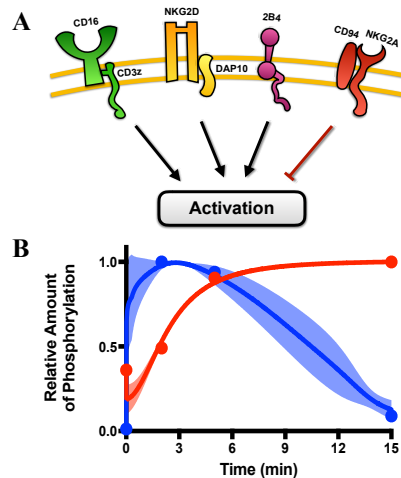 A
CD16
CD3z
NKG2D
DAP10
2B4
CD94
NKG2A
Activation
B
Relative Amount
of Phosphorylation
1.0
0.5
0.0
0 3 6 9 12 15
Time (min)